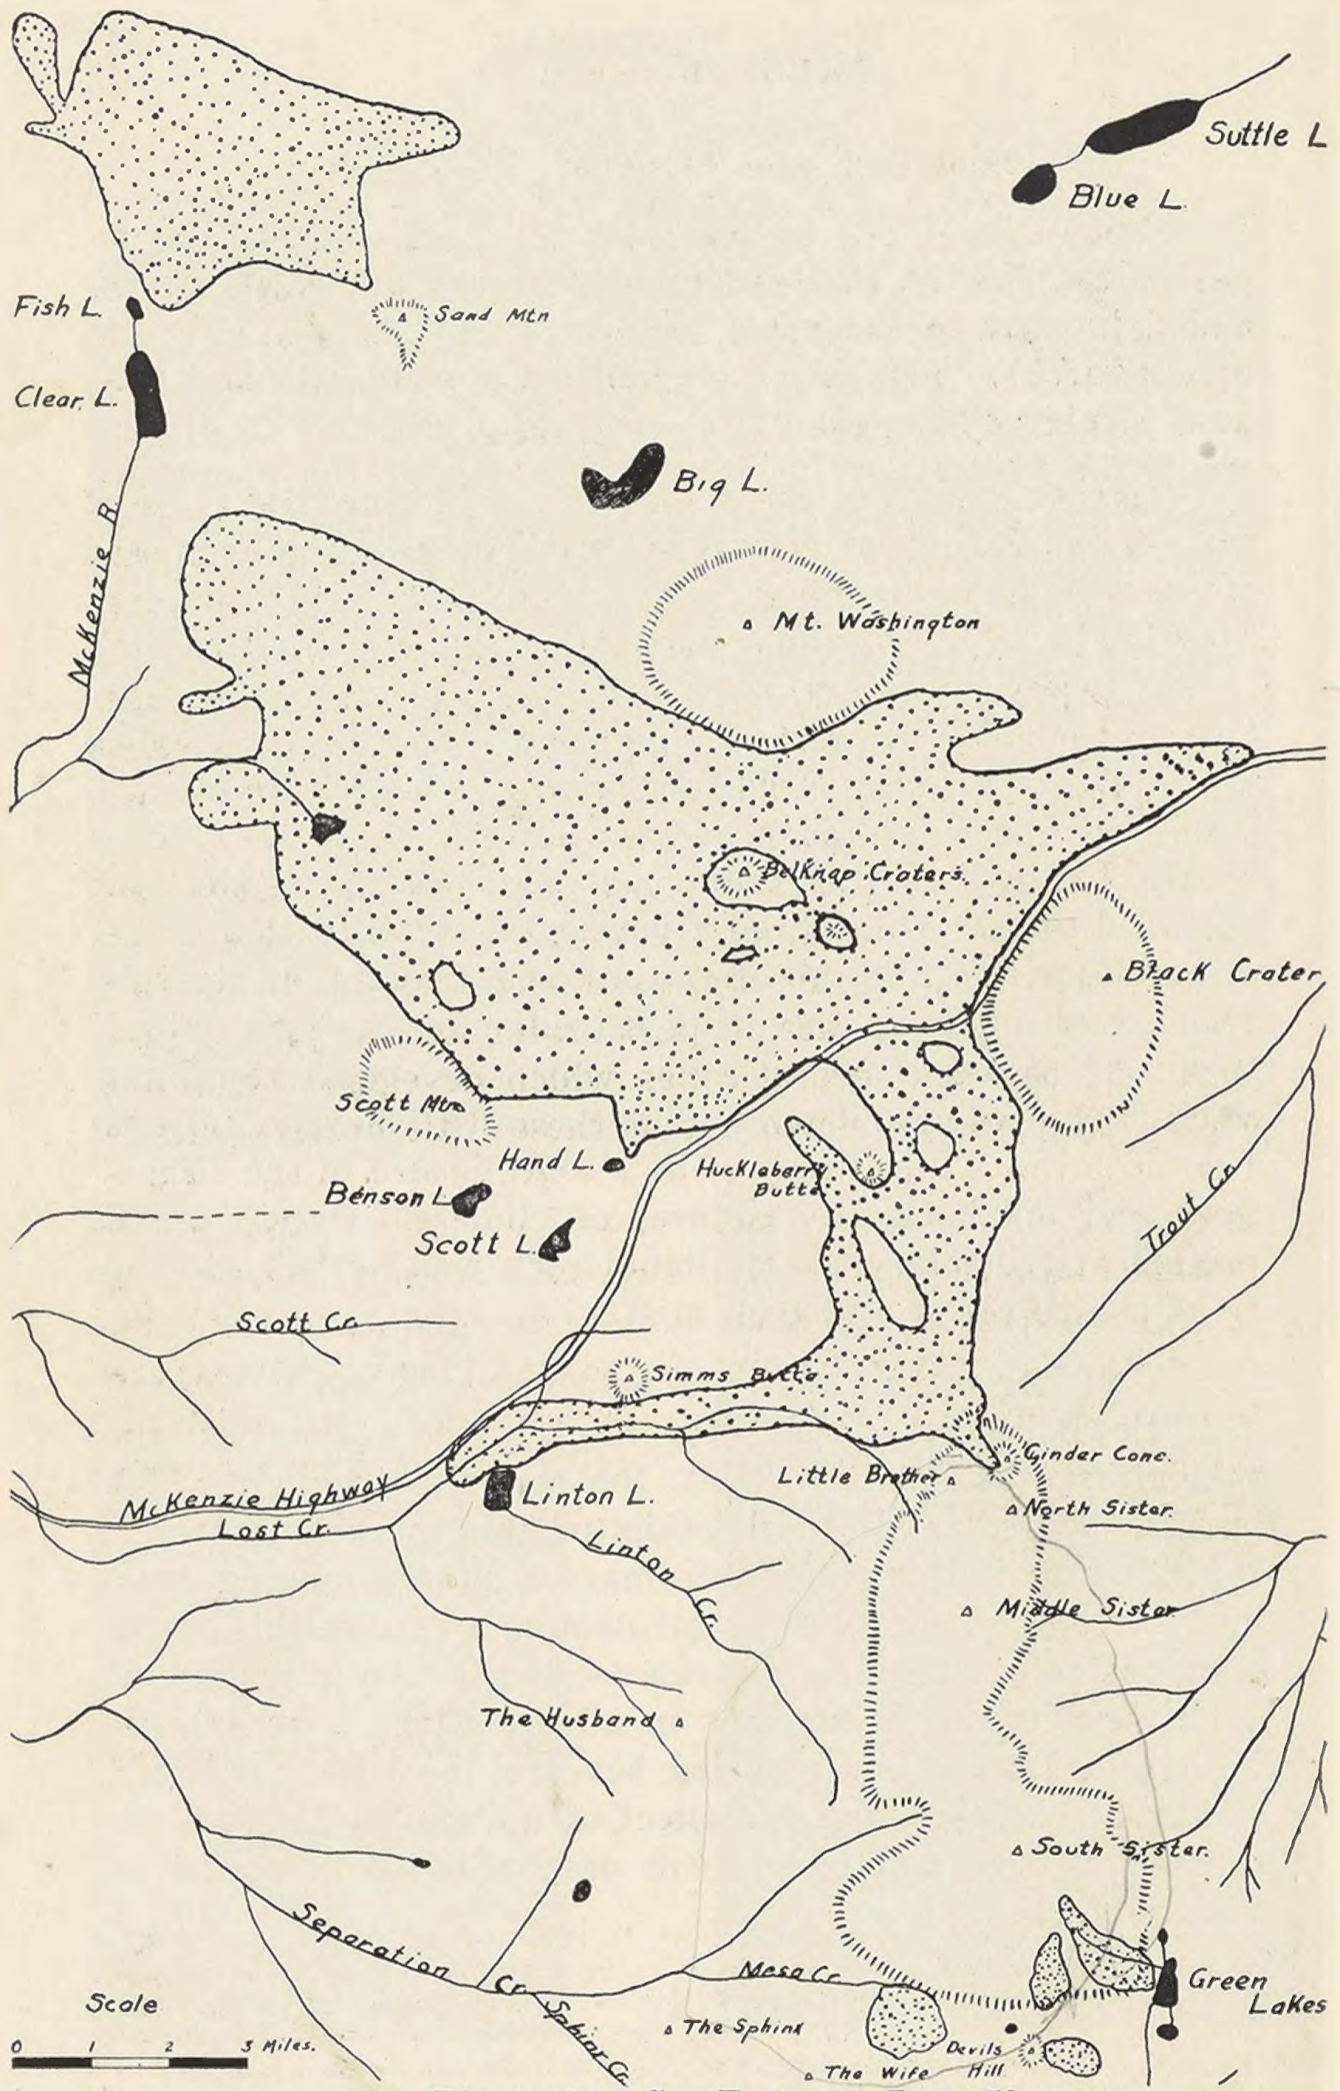 Suttle L
Blue L.
Fish L.
Sand Mtn
Clear. L.
Big L.
McKenzie R.
Mt. Washington
Belknap Craters.
Black Crater
Scott Mtn
Hand L.
Huckleberry
Butte
Benson L
Scott L.
Trout Cr.
Scott Cr.
Simms Butte
Cinder Cone.
Little Brother
McKenzie Highway
Linton L.
North Sister.
Lost Cr.
Linton Cr.
Middle Sister.
The Husband
South Sister.
Separation Cr.
Mesa Cr.
Green
Lakes
Scale
Sphinx Cr.
The Sphinx
Devils
Hill
The Wife
0 1 2 3 Miles.